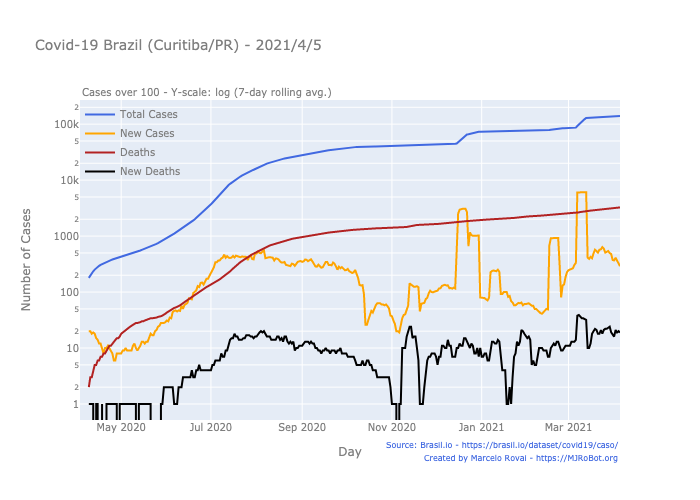 Covid-19 Brazil (Curitiba/PR) - 2021/4/5
Cases over 100 - Y-scale: log (7-day rolling avg.)
Total Cases
New Cases
Deaths
New Deaths
Number of Cases
2
100k
5
2
10k
5
2
1000
5
2
100
5
2
10
5
2
1
May 2020 Jul 2020 Sep 2020 Nov 2020 Jan 2021 Mar 2021
Day
Source: Brasil.io - https://brasil.io/dataset/covid19/caso/
Created by Marcelo Rovai - https://MJRoBot.org